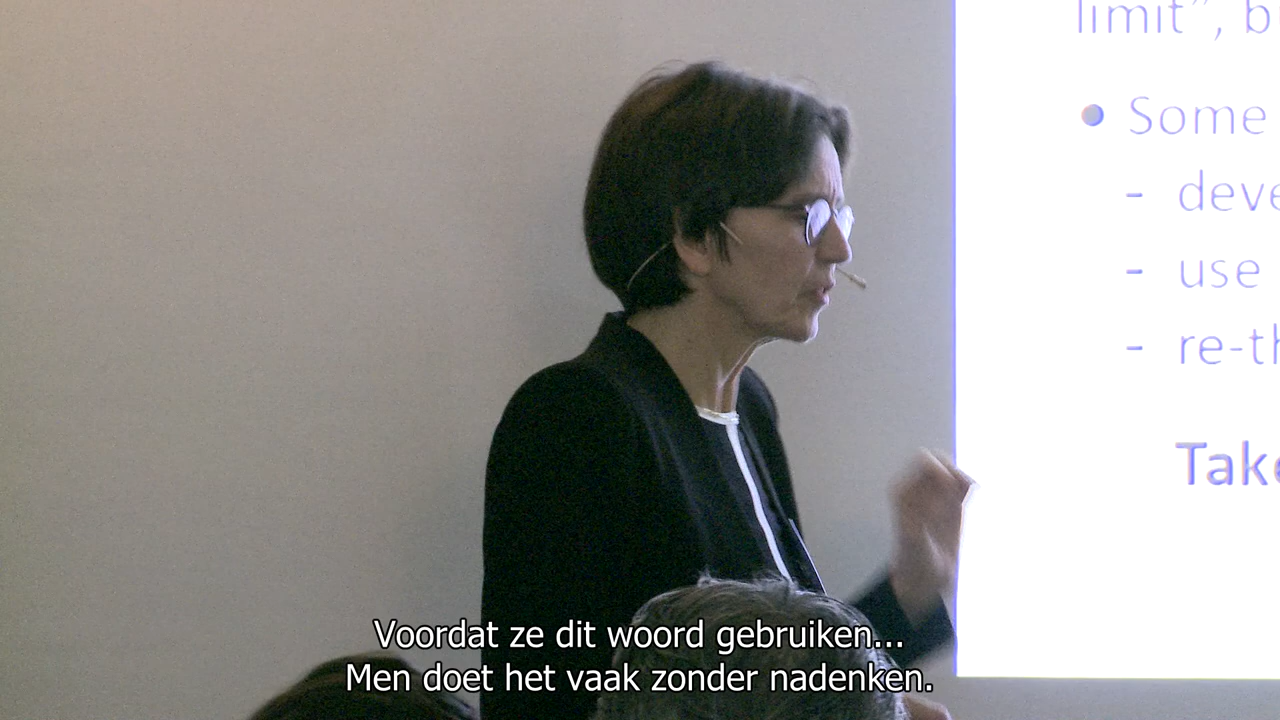 limit”, b
Some
- deve
- use
- re-th
Take
Voordat ze dit woord gebruiken...
Men doet het vaak zonder nadenken.